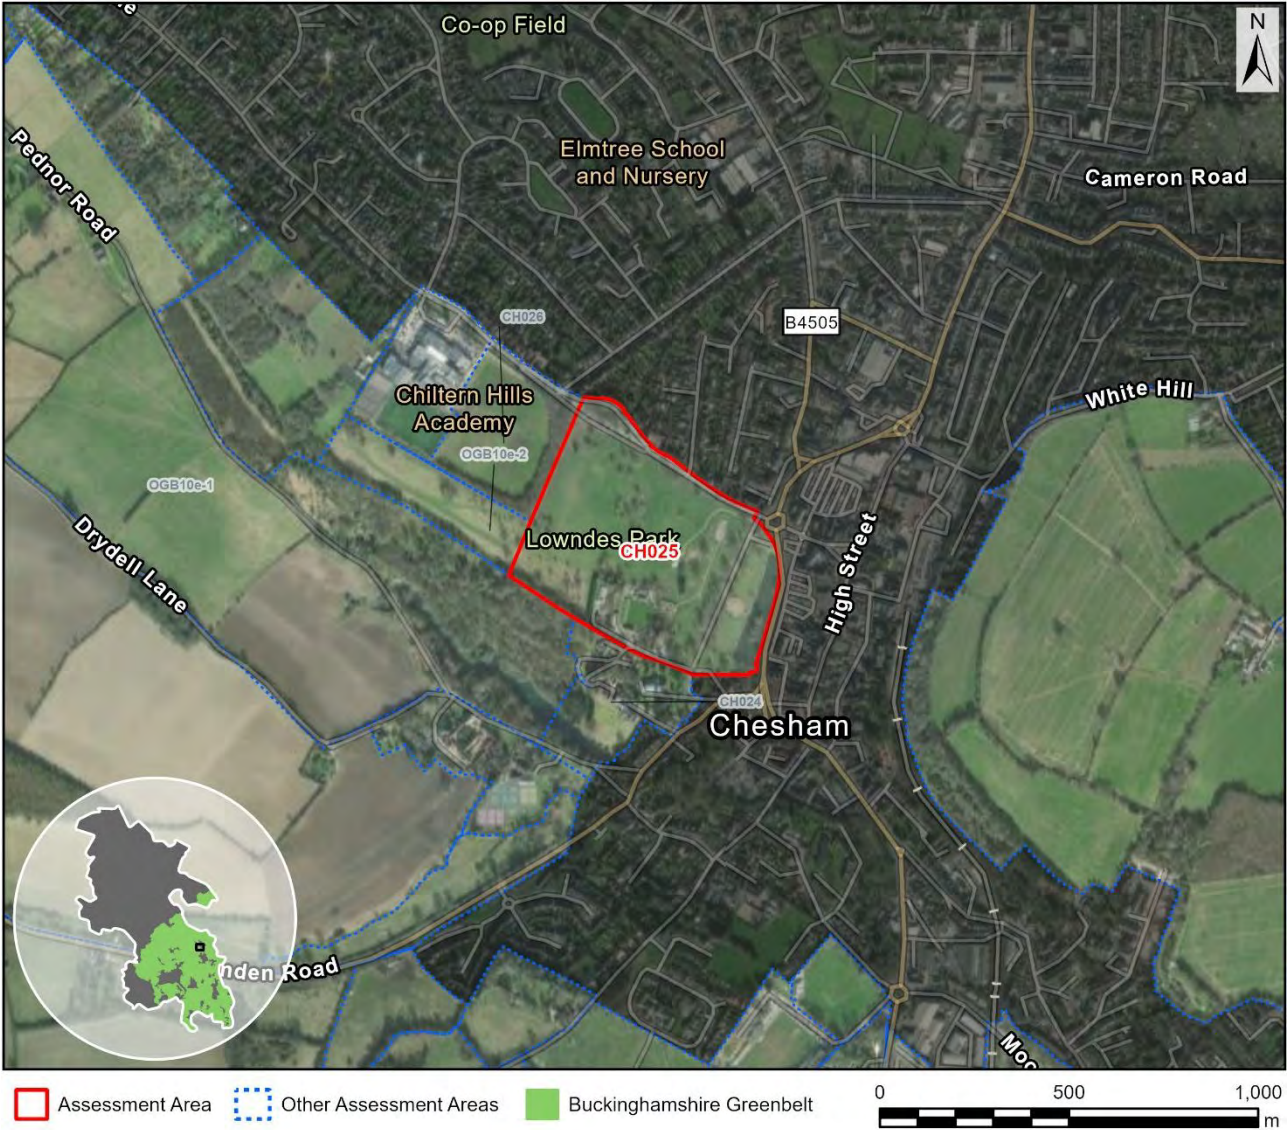 Co-op Field
N
Pednor Road
Elmtree School
and Nursery
Cameron Road
CH026
B4505
White Hill
Chiltern Hills
Academy
OGB10e-2
OGB10e-1
Lowndes Park
CH025
Drydell Lane
High Street
CH024
Chesham
nden Road
Moo
Assessment Area
Other Assessment Areas
Buckinghamshire Greenbelt
0 500 1,000
m